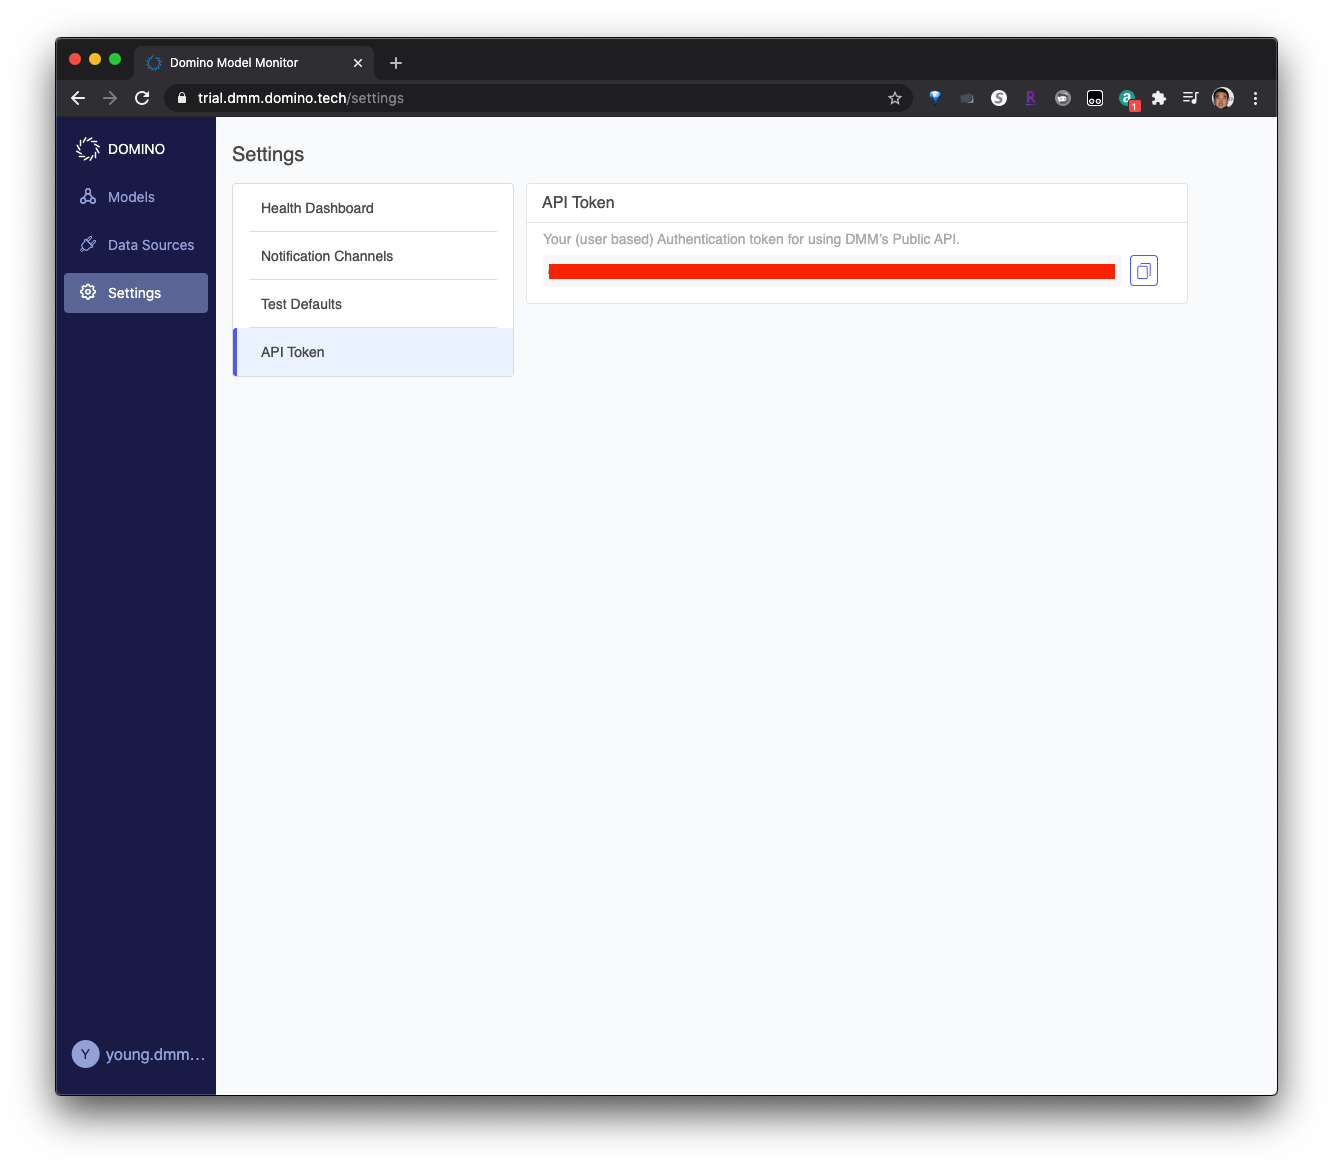 Domino Model Monitor
trial.dmm.domino.tech/settings
1
DOMINO
Models
Data Sources
Settings
Settings
Health Dashboard
Notification Channels
Test Defaults
API Token
API Token
Your (user based) Authentication token for using DMM's Public API.
Y young.dmm...